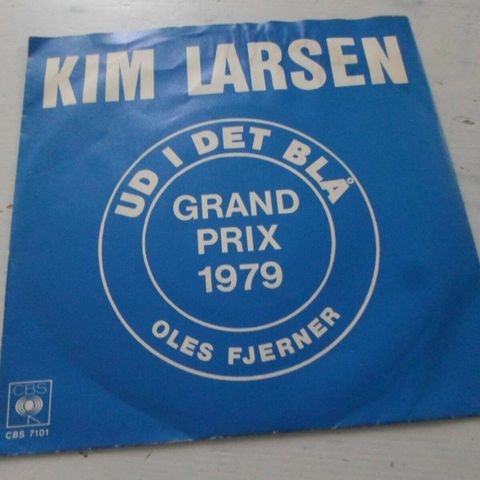 KIM LARSEN
UD I DET BLÅ
GRAND
PRIX
1979
OLES FJERNER
CBS
CBS 7101